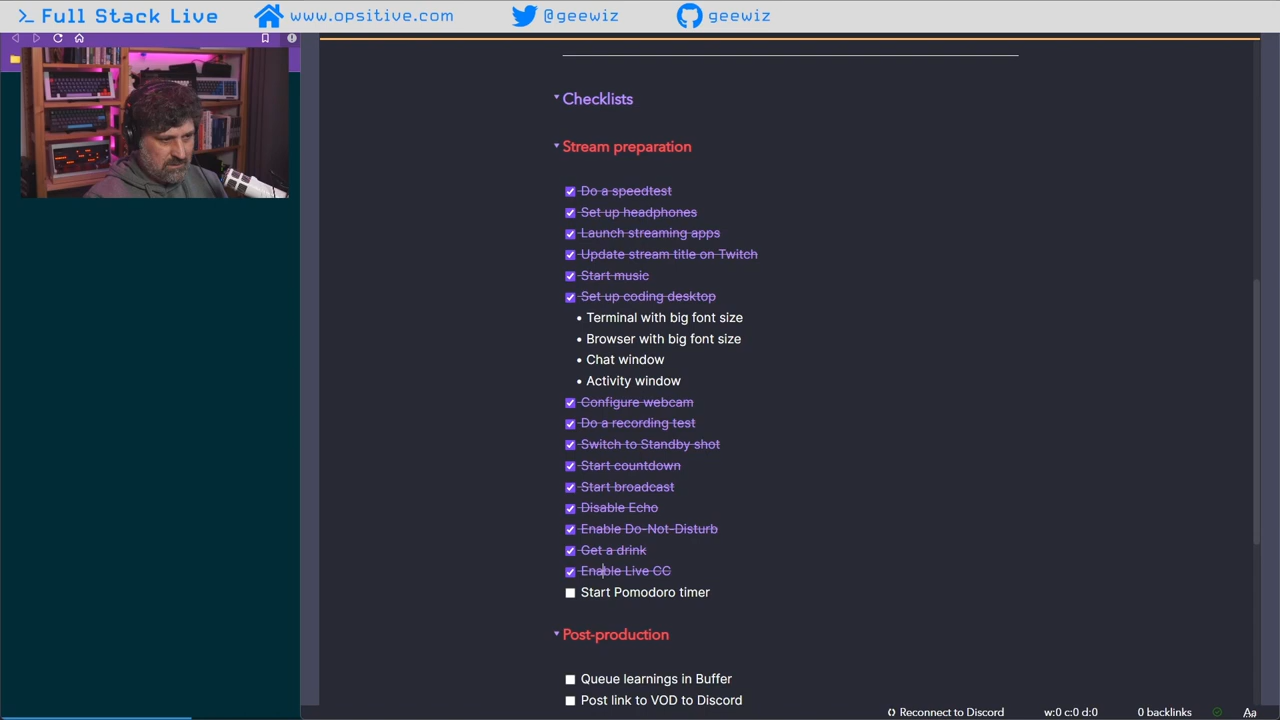 >_ Full Stack Live
www.opsitive.com
@geewiz
geewiz
Checklists
Stream preparation
Do a speedtest
Set up headphones
Launch streaming apps
Update stream title on Twitch
Start music
Set up coding desktop
• Terminal with big font size
• Browser with big font size
• Chat window
• Activity window
Configure webcam
Do a recording test
Switch to Standby shot
Start countdown
Start broadcast
Disable Echo
Enable Do-Not-Disturb
Get a drink
Enable Live CC
Start Pomodoro timer
Post-production
Queue learnings in Buffer
Post link to VOD to Discord
Reconnect to Discord
w:0 c:0 d:0
0 backlinks
Aa